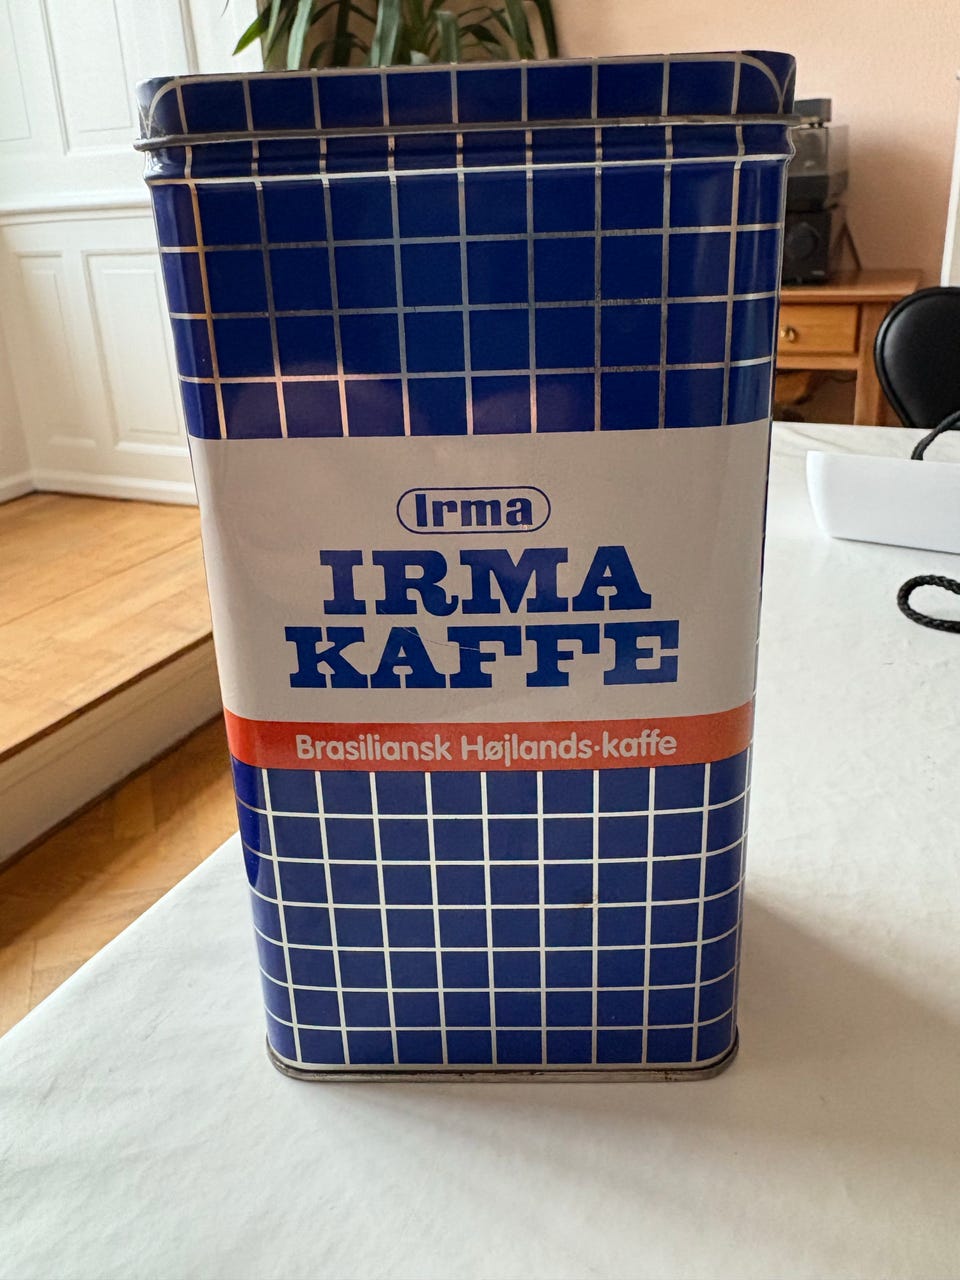 Irma
IRMA
KAFFE
Brasiliansk Højlands-kaffe